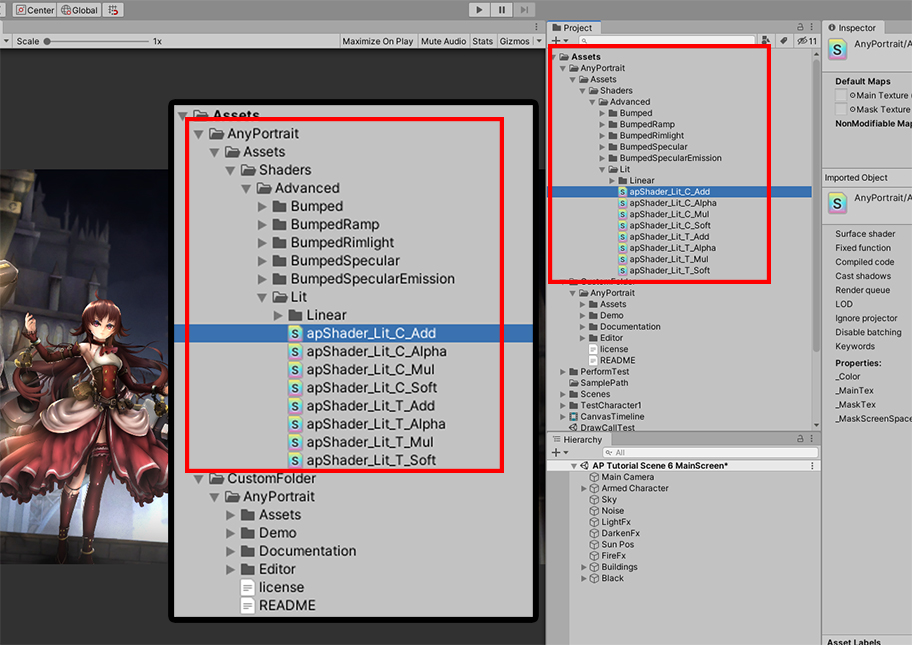 Center
Global
Scale
1x
Maximize On Play
Mute Audio
Stats
Gizmos
Project
11
Assets
AnyPortrait
Assets
Shaders
Advanced
Bumped
BumpedRamp
BumpedRimlight
BumpedSpecular
BumpedSpecularEmission
Lit
Linear
apShader_Lit_C_Add
apShader_Lit_C_Alpha
apShader_Lit_C_Mul
apShader_Lit_C_Soft
apShader_Lit_T_Add
apShader_Lit_T_Alpha
apShader_Lit_T_Mul
apShader_Lit_T_Soft
CustomFolder
AnyPortrait
Assets
Demo
Documentation
Editor
license
README
Assets
AnyPortrait
Assets
Shaders
Advanced
Bumped
BumpedRamp
BumpedRimlight
BumpedSpecular
BumpedSpecularEmission
Lit
Linear
apShader_Lit_C_Add
apShader_Lit_C_Alpha
apShader_Lit_C_Mul
apShader_Lit_C_Soft
apShader_Lit_T_Add
apShader_Lit_T_Alpha
apShader_Lit_T_Mul
apShader_Lit_T_Soft
AnyPortrait
Assets
Demo
Documentation
Editor
license
README
PerformTest
SamplePath
Scenes
TestCharacter1
CanvasTimeline
DrawCallTest
Hierarchy
All
AP Tutorial Scene 6 MainScreen*
Main Camera
Armed Character
Sky
Noise
LightFx
DarkenFx
Sun Pos
FireFx
Buildings
Black
Inspector
AnyPortrait/A
Default Maps
Main Texture
Mask Texture
NonModifiable Map
Imported Object
AnyPortrait/A
Surface shader
Fixed function
Compiled code
Cast shadows
Render queue
LOD
Ignore projector
Disable batching
Keywords
Properties:
_Color
_MainTex
_MaskTex
_MaskScreenSpace
Asset Labels